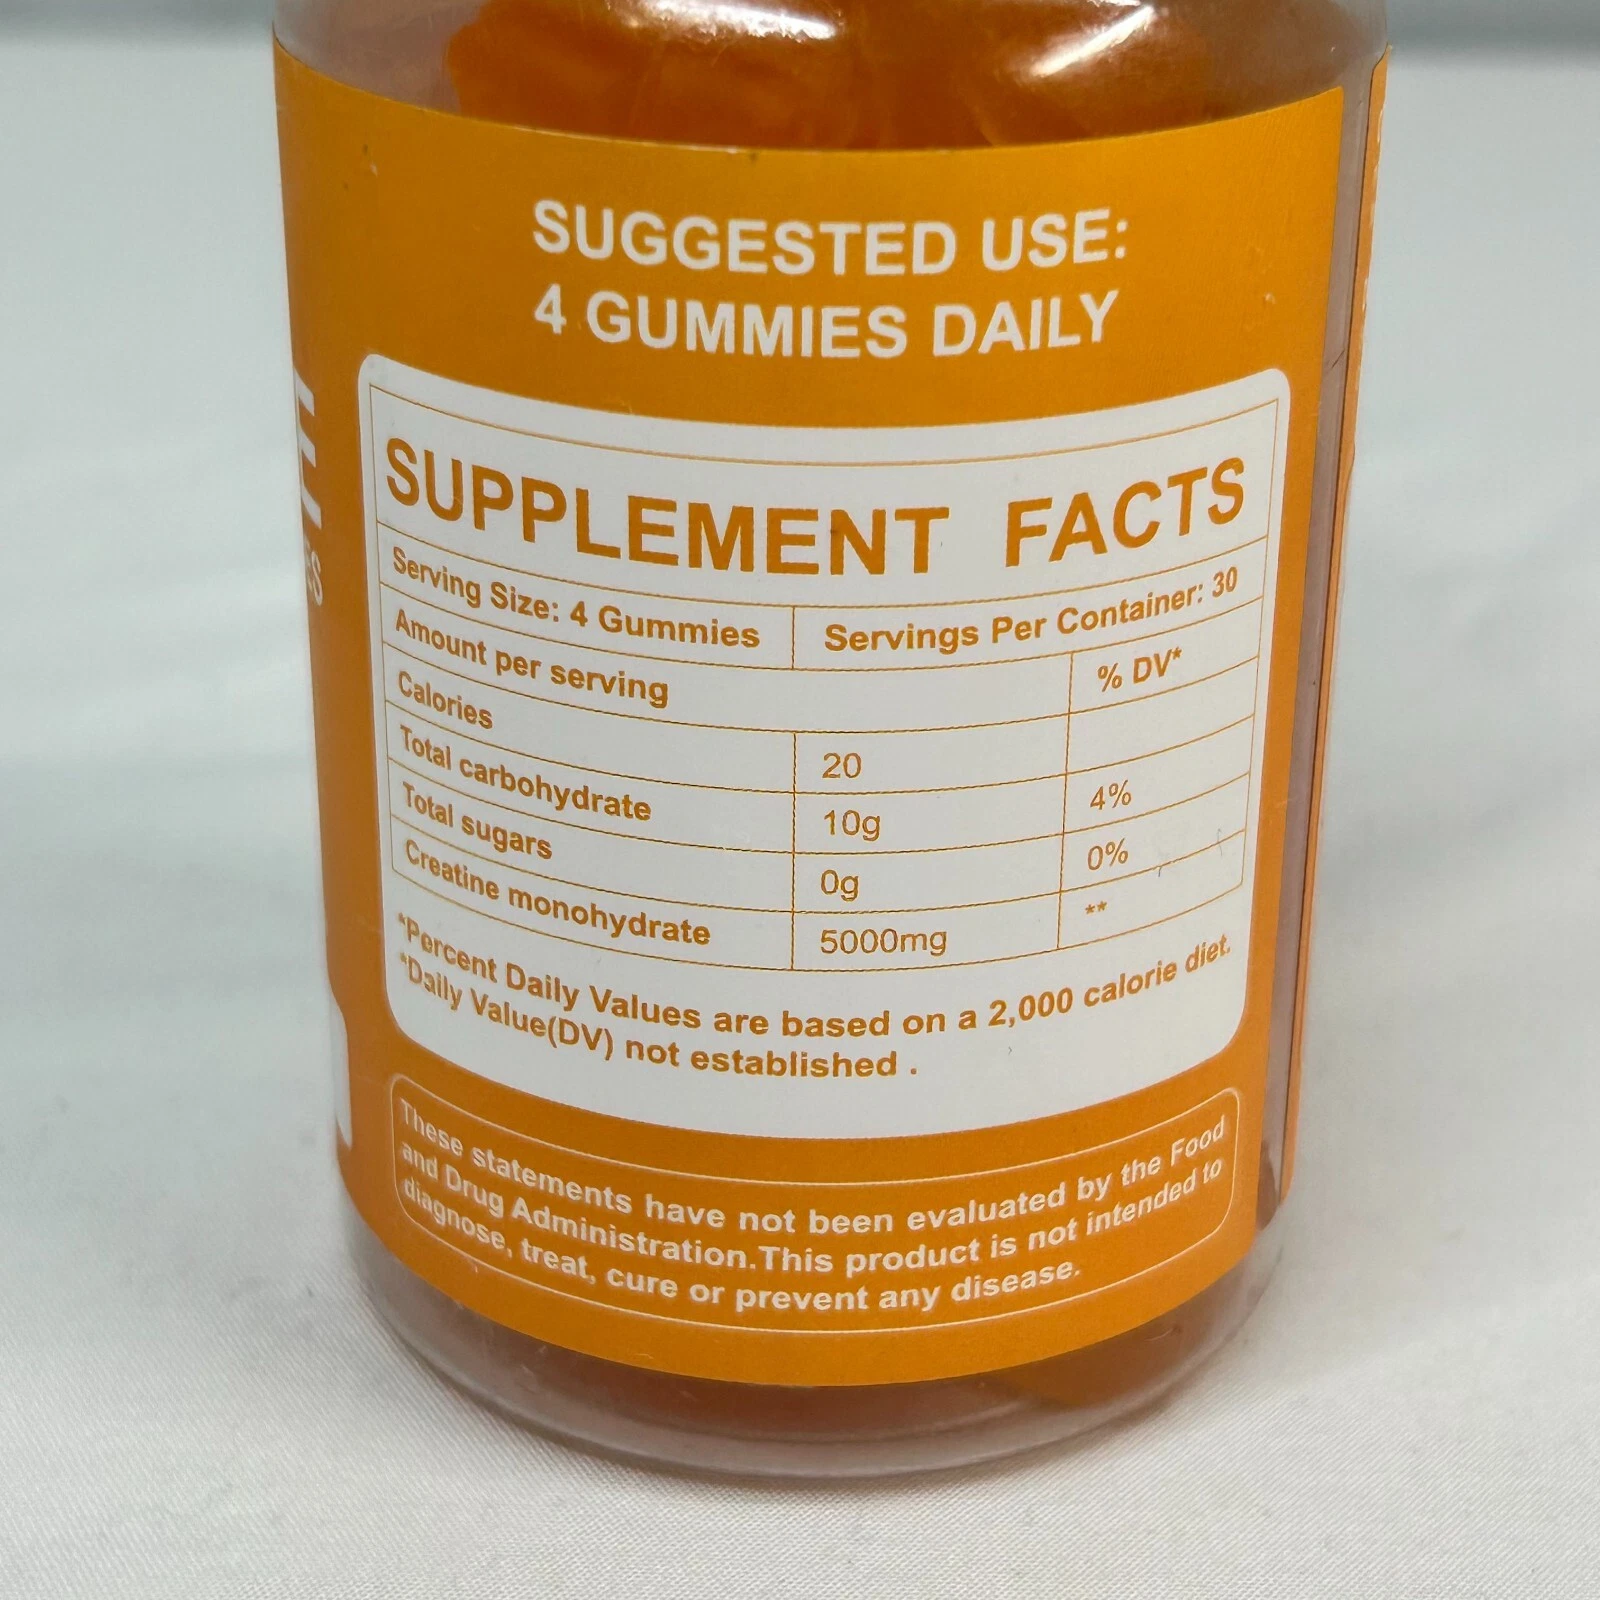 SUGGESTED USE:
4 GUMMIES DAILY
SUPPLEMENT FACTS
Serving Size: 4 Gummies Servings Per Container: 30
Amount per serving % DV*
Calories 20
Total carbohydrate 10g 4%
Total sugars 0g 0%
Creatine monohydrate 5000mg **
*Percent Daily Values are based on a 2,000 calorie diet.
*Daily Value(DV) not established .
These statements have not been evaluated by the Food
and Drug Administration.This product is not intended to
diagnose, treat, cure or prevent any disease.